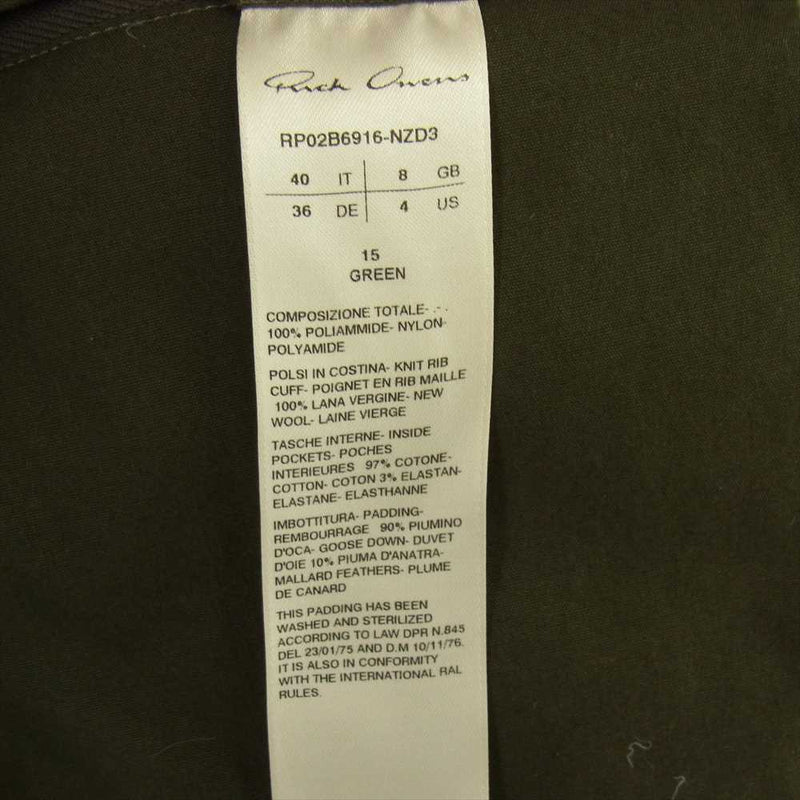 Rick Owens
RP02B6916-NZD3
40 IT 8 GB
36 DE 4 US
15
GREEN
COMPOSIZIONE TOTALE- .- .
100% POLIAMMIDE- NYLON-
POLYAMIDE
POLSI IN COSTINA- KNIT RIB
CUFF- POIGNET EN RIB MAILLE
100% LANA VERGINE- NEW
WOOL- LAINE VIERGE
TASCHE INTERNE- INSIDE
POCKETS- POCHES
INTERIEURES 97% COTONE-
COTTON- COTON 3% ELASTAN-
ELASTANE- ELASTHANNE
IMBOTTITURA- PADDING-
REMBOURRAGE 90% PIUMINO
D'OCA- GOOSE DOWN- DUVET
D'OIE 10% PIUMA D'ANATRA-
MALLARD FEATHERS- PLUME
DE CANARD
THIS PADDING HAS BEEN
WASHED AND STERILIZED
ACCORDING TO LAW DPR N.845
DEL 23/01/75 AND D.M 10/11/76.
IT IS ALSO IN CONFORMITY
WITH THE INTERNATIONAL RAL
RULES.